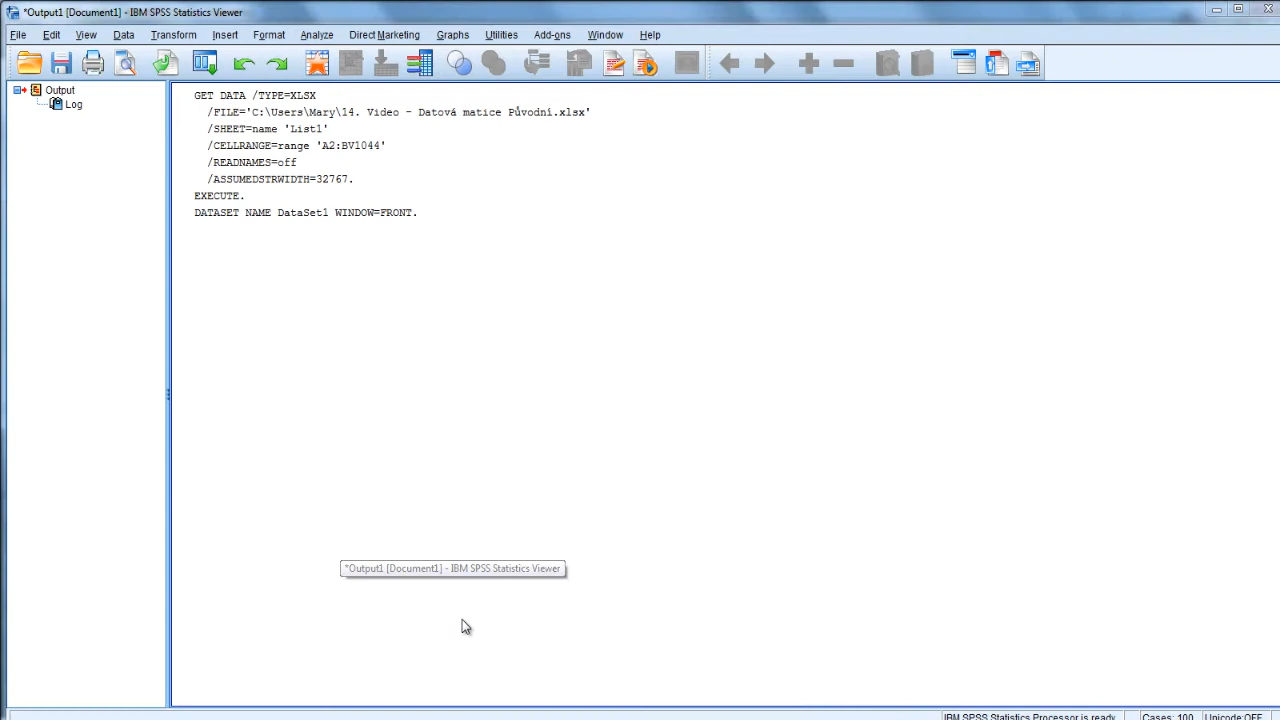 *Output1 [Document1] - IBM SPSS Statistics Viewer
File Edit View Data Transform Insert Format Analyze Direct Marketing Graphs Utilities Add-ons Window Help
Output
Log
GET DATA /TYPE=XLSX
/FILE='C:\Users\Mary\14. Video - Datová matice Původní.xlsx'
/SHEET=name 'List1'
/CELLRANGE=range 'A2:BV1044'
/READNAMES=off
/ASSUMEDSTRWIDTH=32767.
EXECUTE.
DATASET NAME DataSet1 WINDOW=FRONT.
*Output1 [Document1] - IBM SPSS Statistics Viewer
IBM SPSS Statistics Processor is ready Cases: 100 Unicode:OFF